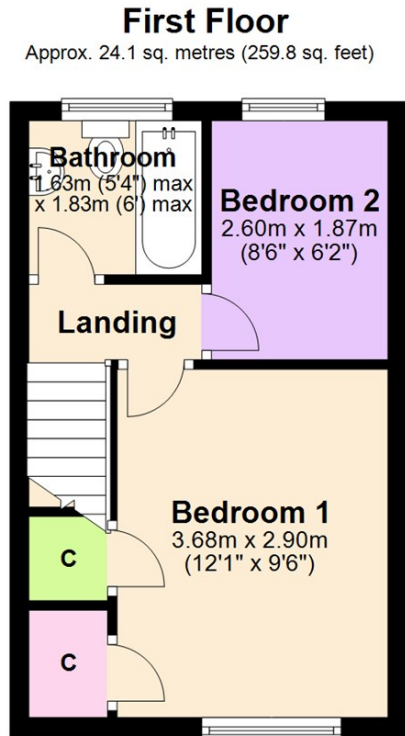 First Floor
Approx. 24.1 sq. metres (259.8 sq. feet)
Bathroom
1.63m (5'4") max
x 1.83m (6') max
Bedroom 2
2.60m x 1.87m
(8'6" x 6'2")
Landing
Bedroom 1
3.68m x 2.90m
(12'1" x 9'6")
C
C